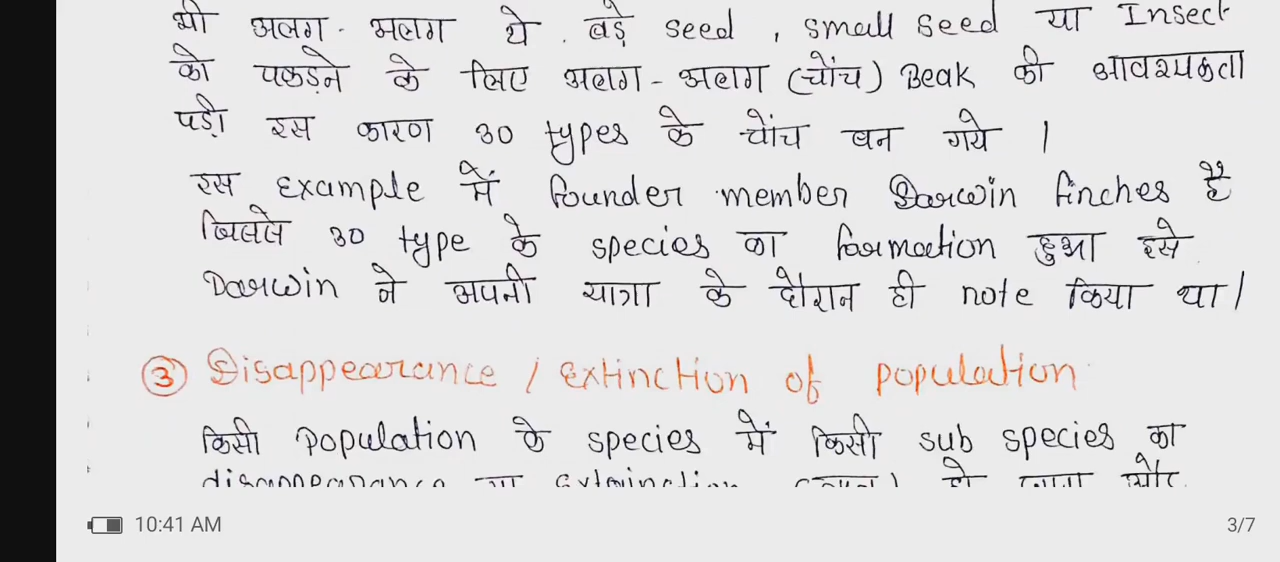 भी अलग - अलग थे . बड़े seed , small seed या Insect
को पकड़ने के लिए अलग - अलग (चोंच) Beak की आवश्यकता
पड़ी इस कारण 30 types के चोंच बन गये ।
इस Example में founder member Darwin finches है
जिससे 30 type के species का formation हुआ इसे
Darwin ने अपनी यात्रा के दौरान ही note किया था।
③ Disappearance / Extinction of population
किसी population के species में किसी sub species का
disappearance या
10:41 AM
3/7